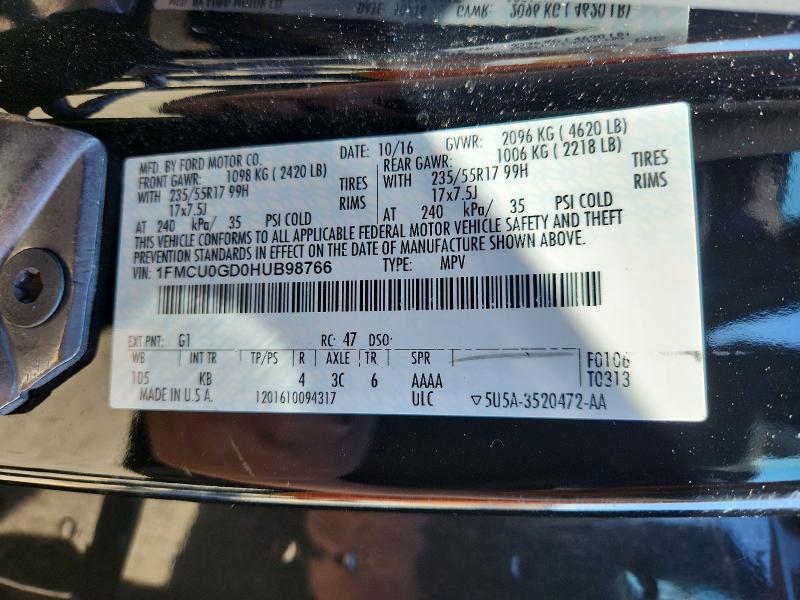 MFD. BY FORD MOTOR CO. DATE: 10/16 GVWR: 2096 KG ( 4620 LB)
FRONT GAWR: 1098 KG ( 2420 LB) REAR GAWR: 1006 KG ( 2218 LB)
WITH 235/55R17 99H TIRES WITH 235/55R17 99H TIRES
17x7.5J RIMS 17x7.5J RIMS
AT 240 kPa/ 35 PSI COLD AT 240 kPa/ 35 PSI COLD
THIS VEHICLE CONFORMS TO ALL APPLICABLE FEDERAL MOTOR VEHICLE SAFETY AND THEFT
PREVENTION STANDARDS IN EFFECT ON THE DATE OF MANUFACTURE SHOWN ABOVE.
VIN: 1FMCU0GD0HUB98766 TYPE: MPV
EXT PNT: G1 RC: 47 DSO:
WB INT TR TP/PS R AXLE TR SPR F0106
105 KB 4 3C 6 AAAA T0313
MADE IN U.S.A. 1201610094317 ULC ▽5U5A-3520472-AA